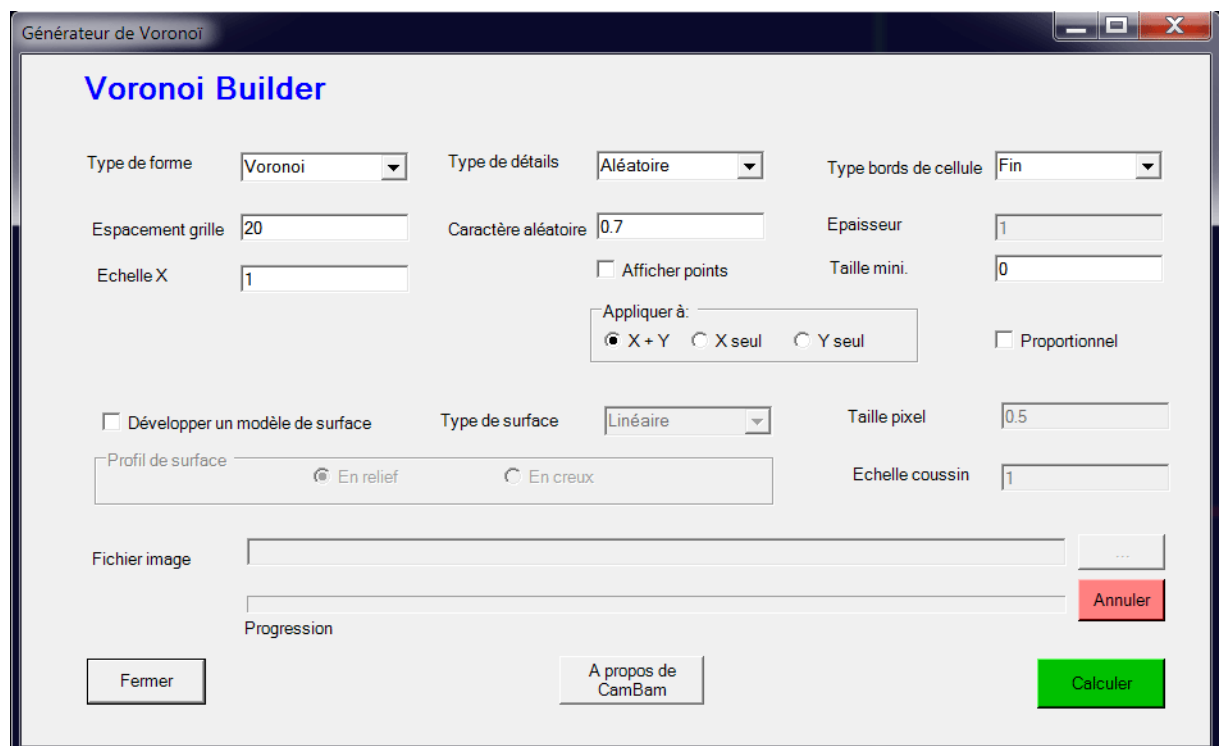 Générateur de Voronoï
Voronoi Builder
Type de forme Voronoi Type de détails Aléatoire Type bords de cellule Fin
Espacement grille 20 Caractère aléatoire 0.7 Epaisseur 1
Echelle X 1 Afficher points Taille mini. 0
Appliquer à:
X + Y X seul Y seul Proportionnel
Développer un modèle de surface Type de surface Linéaire Taille pixel 0.5
Profil de surface
En relief En creux Echelle coussin 1
Fichier image ...
Annuler
Progression
Fermer A propos de
CamBam Calculer